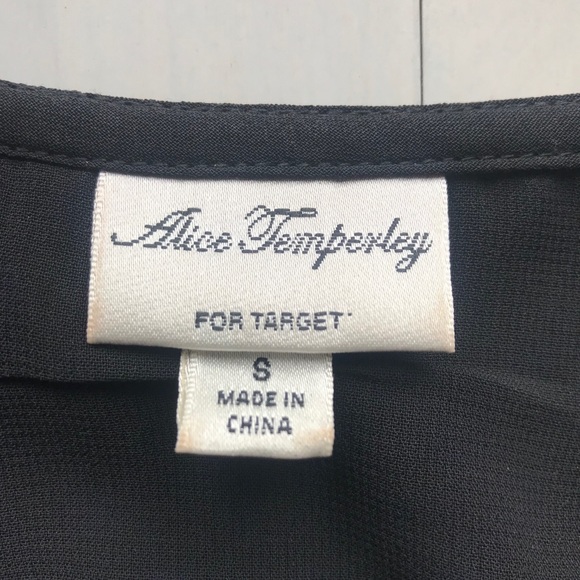 Alice Temperley
FOR TARGET
S
MADE IN
CHINA